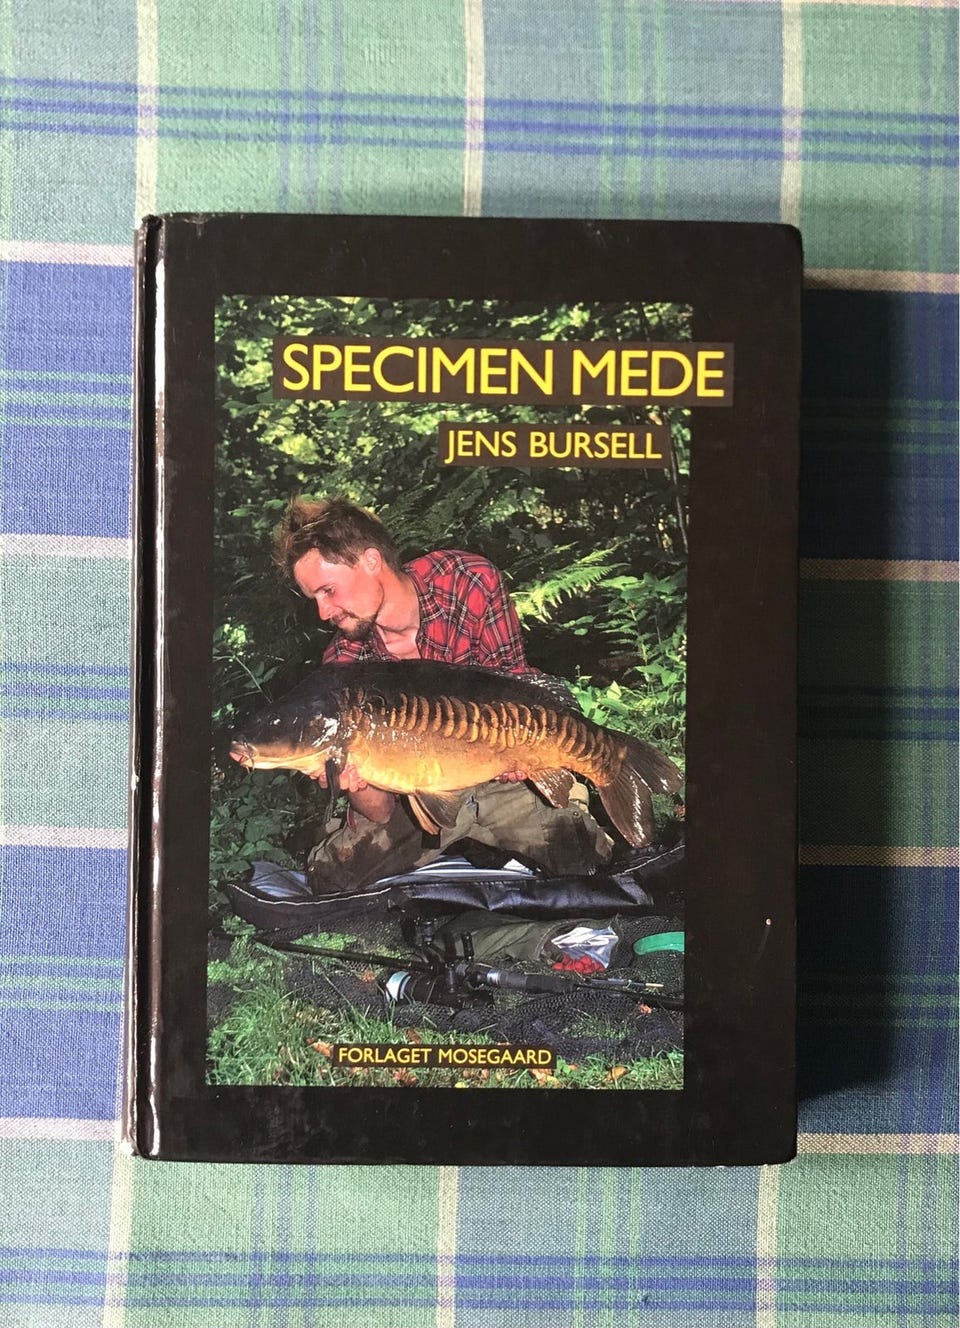 SPECIMEN MEDE
JENS BURSELL
FORLAGET MOSEGAARD